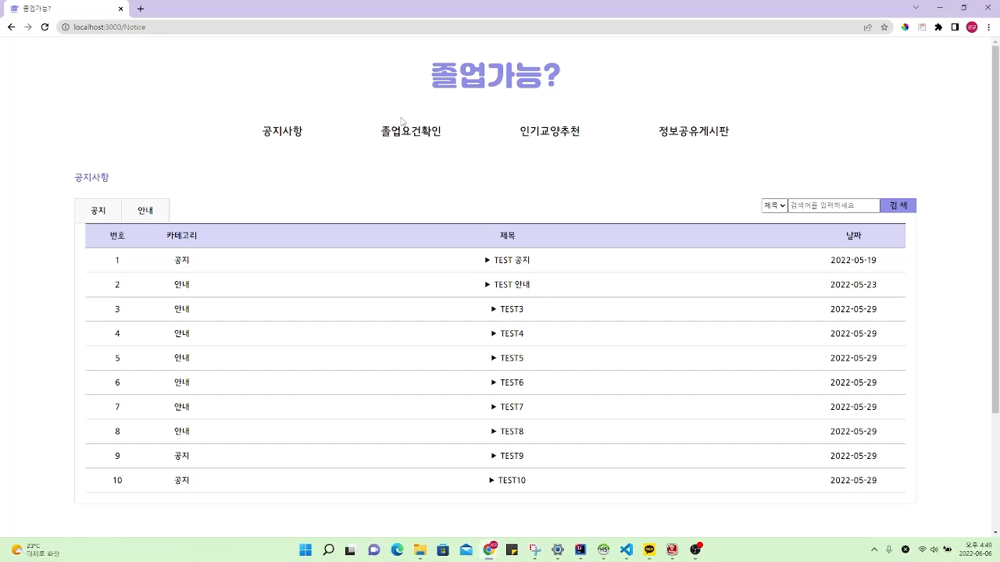 졸업가능?
localhost:3000/Notice
졸업가능?
공지사항 졸업요건확인 인기교양추천 정보공유게시판
공지사항
공지 안내 제목 검색어를 입력하세요 검 색
번호 카테고리 제목 날짜
1 공지 ▶ TEST 공지 2022-05-19
2 안내 ▶ TEST 안내 2022-05-23
3 안내 ▶ TEST3 2022-05-29
4 안내 ▶ TEST4 2022-05-29
5 안내 ▶ TEST5 2022-05-29
6 안내 ▶ TEST6 2022-05-29
7 안내 ▶ TEST7 2022-05-29
8 안내 ▶ TEST8 2022-05-29
9 공지 ▶ TEST9 2022-05-29
10 공지 ▶ TEST10 2022-05-29
23°C
대체로 화창
오후 4:49
2022-06-06